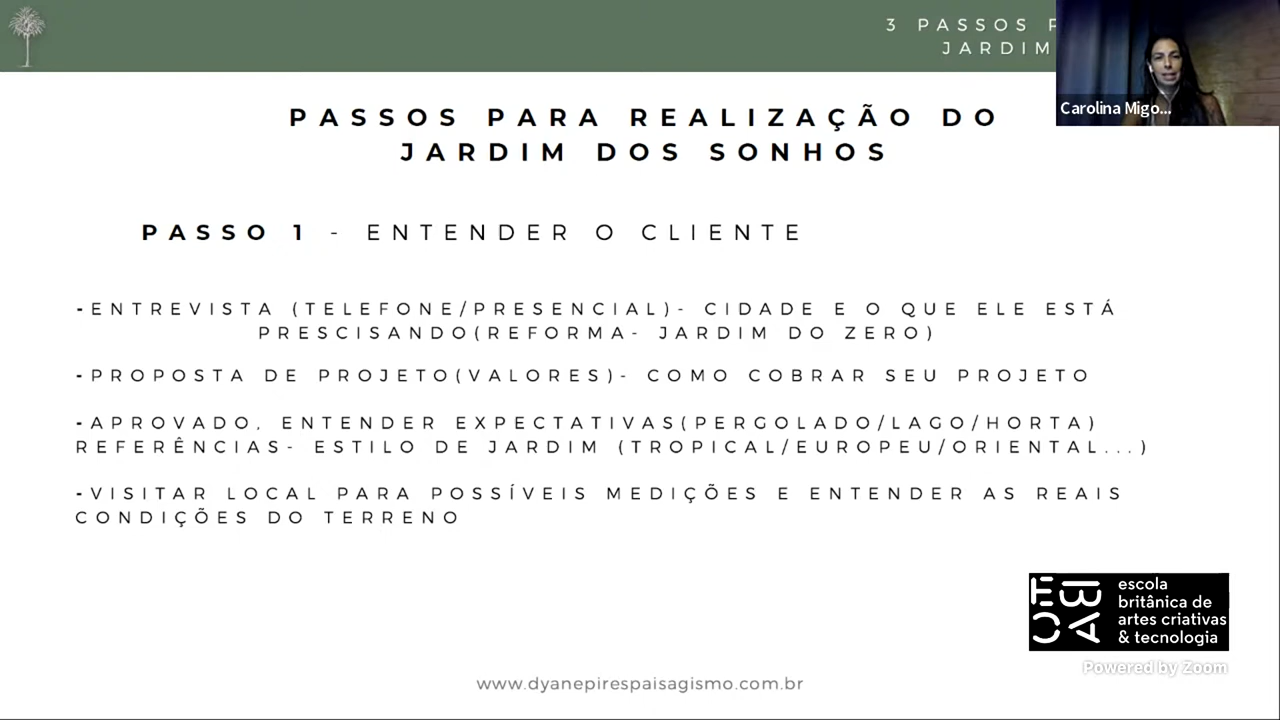 3 PASSOS P
JARDIM
Carolina Migo...
PASSOS PARA REALIZAÇÃO DO
JARDIM DOS SONHOS
PASSO 1 - ENTENDER O CLIENTE
-ENTREVISTA (TELEFONE/PRESENCIAL)- CIDADE E O QUE ELE ESTÁ
PRESCISANDO(REFORMA- JARDIM DO ZERO)
-PROPOSTA DE PROJETO(VALORES)- COMO COBRAR SEU PROJETO
-APROVADO, ENTENDER EXPECTATIVAS(PERGOLADO/LAGO/HORTA)
REFERÊNCIAS- ESTILO DE JARDIM (TROPICAL/EUROPEU/ORIENTAL...)
-VISITAR LOCAL PARA POSSÍVEIS MEDIÇÕES E ENTENDER AS REAIS
CONDIÇÕES DO TERRENO
EBAC
escola
britânica de
artes criativas
& tecnologia
Powered by Zoom
www.dyanepirespaisagismo.com.br